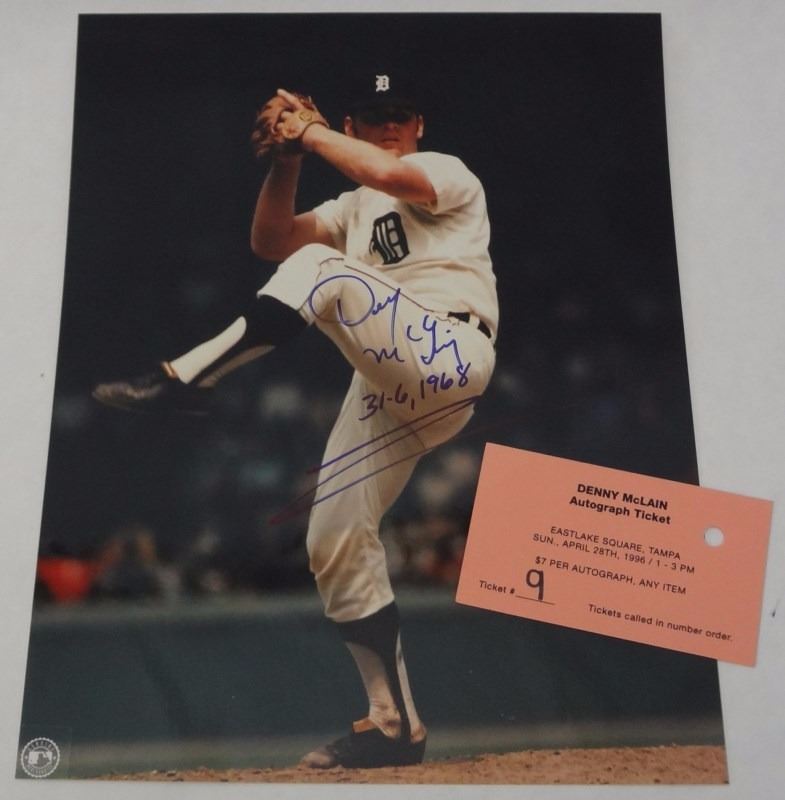 D
D
Denny
McLain
31-6, 1968
DENNY McLAIN
Autograph Ticket
EASTLAKE SQUARE, TAMPA
SUN., APRIL 28TH, 1996 / 1 - 3 PM
$7 PER AUTOGRAPH, ANY ITEM
Ticket # 9
Tickets called in number order.